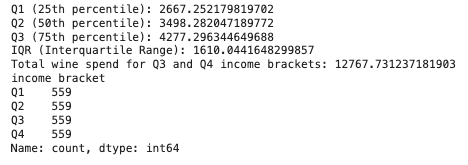 Q1 (25th percentile): 2667.252179819702
Q2 (50th percentile): 3498.282047189772
Q3 (75th percentile): 4277.296344649688
IQR (Interquartile Range): 1610.0441648299857
Total wine spend for Q3 and Q4 income brackets: 12767.731237181903
income bracket
Q1    559
Q2    559
Q3    559
Q4    559
Name: count, dtype: int64